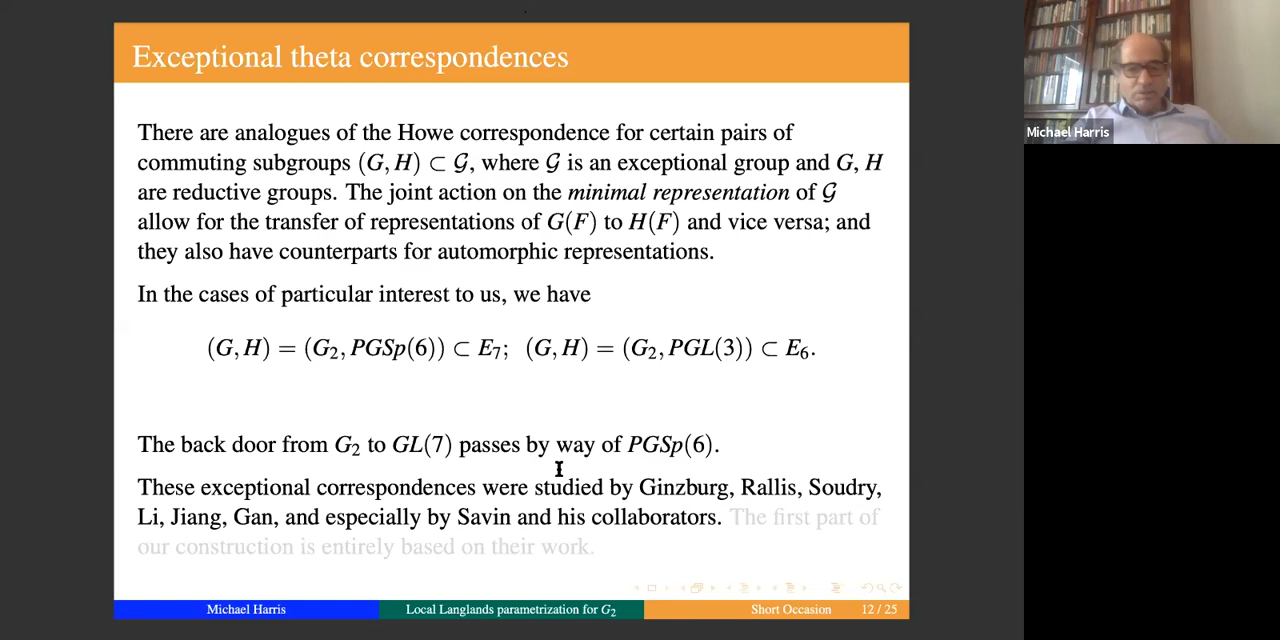 Exceptional theta correspondences
There are analogues of the Howe correspondence for certain pairs of
commuting subgroups (G, H) ⊂ 𝒢, where 𝒢 is an exceptional group and G, H
are reductive groups. The joint action on the minimal representation of 𝒢
allow for the transfer of representations of G(F) to H(F) and vice versa; and
they also have counterparts for automorphic representations.
In the cases of particular interest to us, we have
(G, H) = (G₂, PGSp(6)) ⊂ E₇; (G, H) = (G₂, PGL(3)) ⊂ E₆.
The back door from G₂ to GL(7) passes by way of PGSp(6).
These exceptional correspondences were studied by Ginzburg, Rallis, Soudry,
Li, Jiang, Gan, and especially by Savin and his collaborators. The first part of
our construction is entirely based on their work.
Michael Harris Local Langlands parametrization for G₂ Short Occasion 12 / 25
Michael Harris